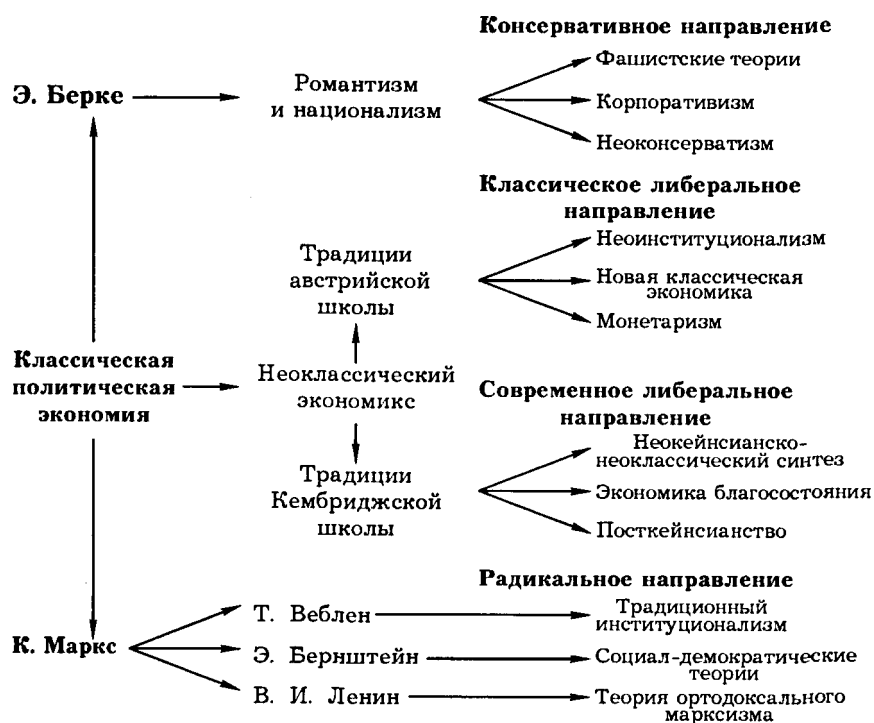 Консервативное направление
Фашистские теории
Э. Берке
Романтизм
и национализм
Корпоративизм
Неоконсерватизм
Классическое либеральное
направление
Неоинституционализм
Традиции
австрийской
школы
Новая классическая
экономика
Монетаризм
Классическая
политическая
экономия
Неоклассический
экономикс
Современное либеральное
направление
Неокейнсианско-
неоклассический синтез
Традиции
Кембриджской
школы
Экономика благосостояния
Посткейнсианство
Радикальное направление
Т. Веблен
Традиционный
институционализм
К. Маркс
Э. Бернштейн
Социал-демократические
теории
В. И. Ленин
Теория ортодоксального
марксизма